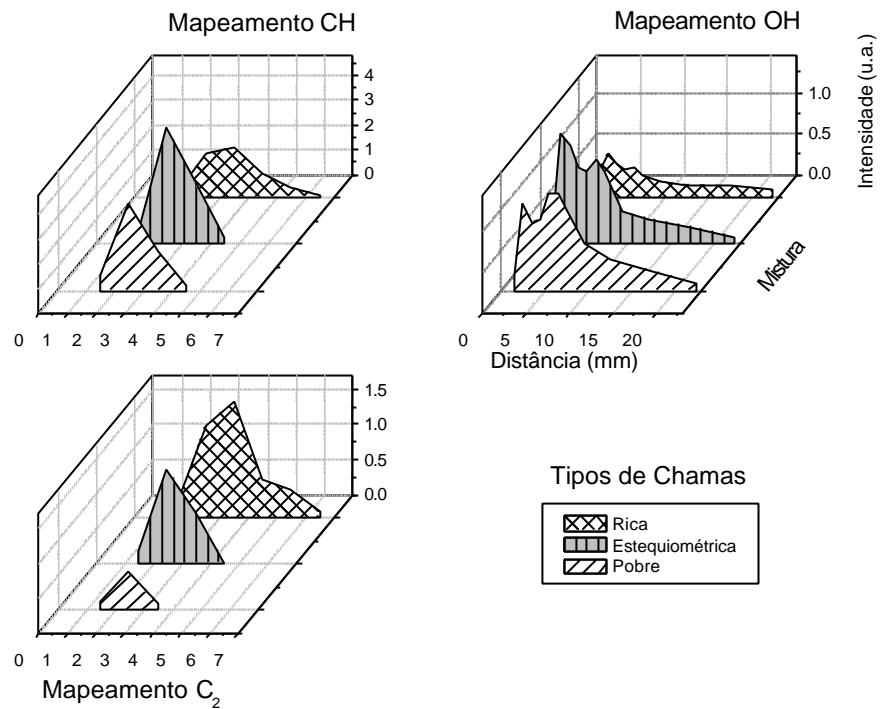 Mapeamento CH
4
3
2
1
0
0 1 2 3 4 5 6 7
Mapeamento OH
1.0
0.5
0.0
Intensidade (u.a.)
Mistura
0 5 10 15 20
Distância (mm)
1.5
1.0
0.5
0.0
0 1 2 3 4 5 6 7
Mapeamento C₂
Tipos de Chamas
Rica
Estequiométrica
Pobre